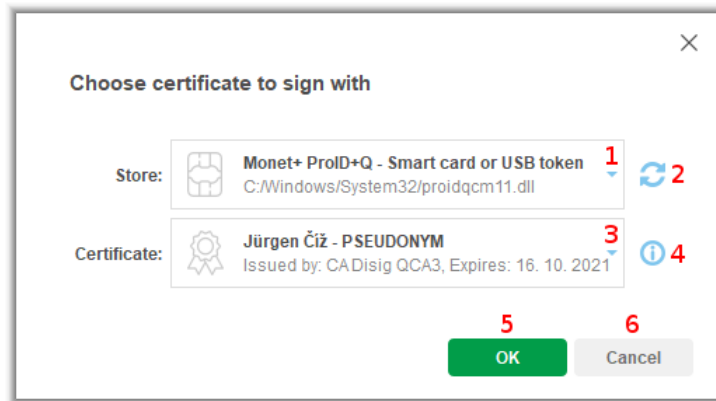 Choose certificate to sign with
Store:
Monet+ ProID+Q - Smart card or USB token
1
C:/Windows/System32/proidqcm11.dll
2
Certificate:
Jürgen Číž - PSEUDONYM
3
Issued by: CA Disig QCA3, Expires: 16. 10. 2021
4
5
6
OK
Cancel